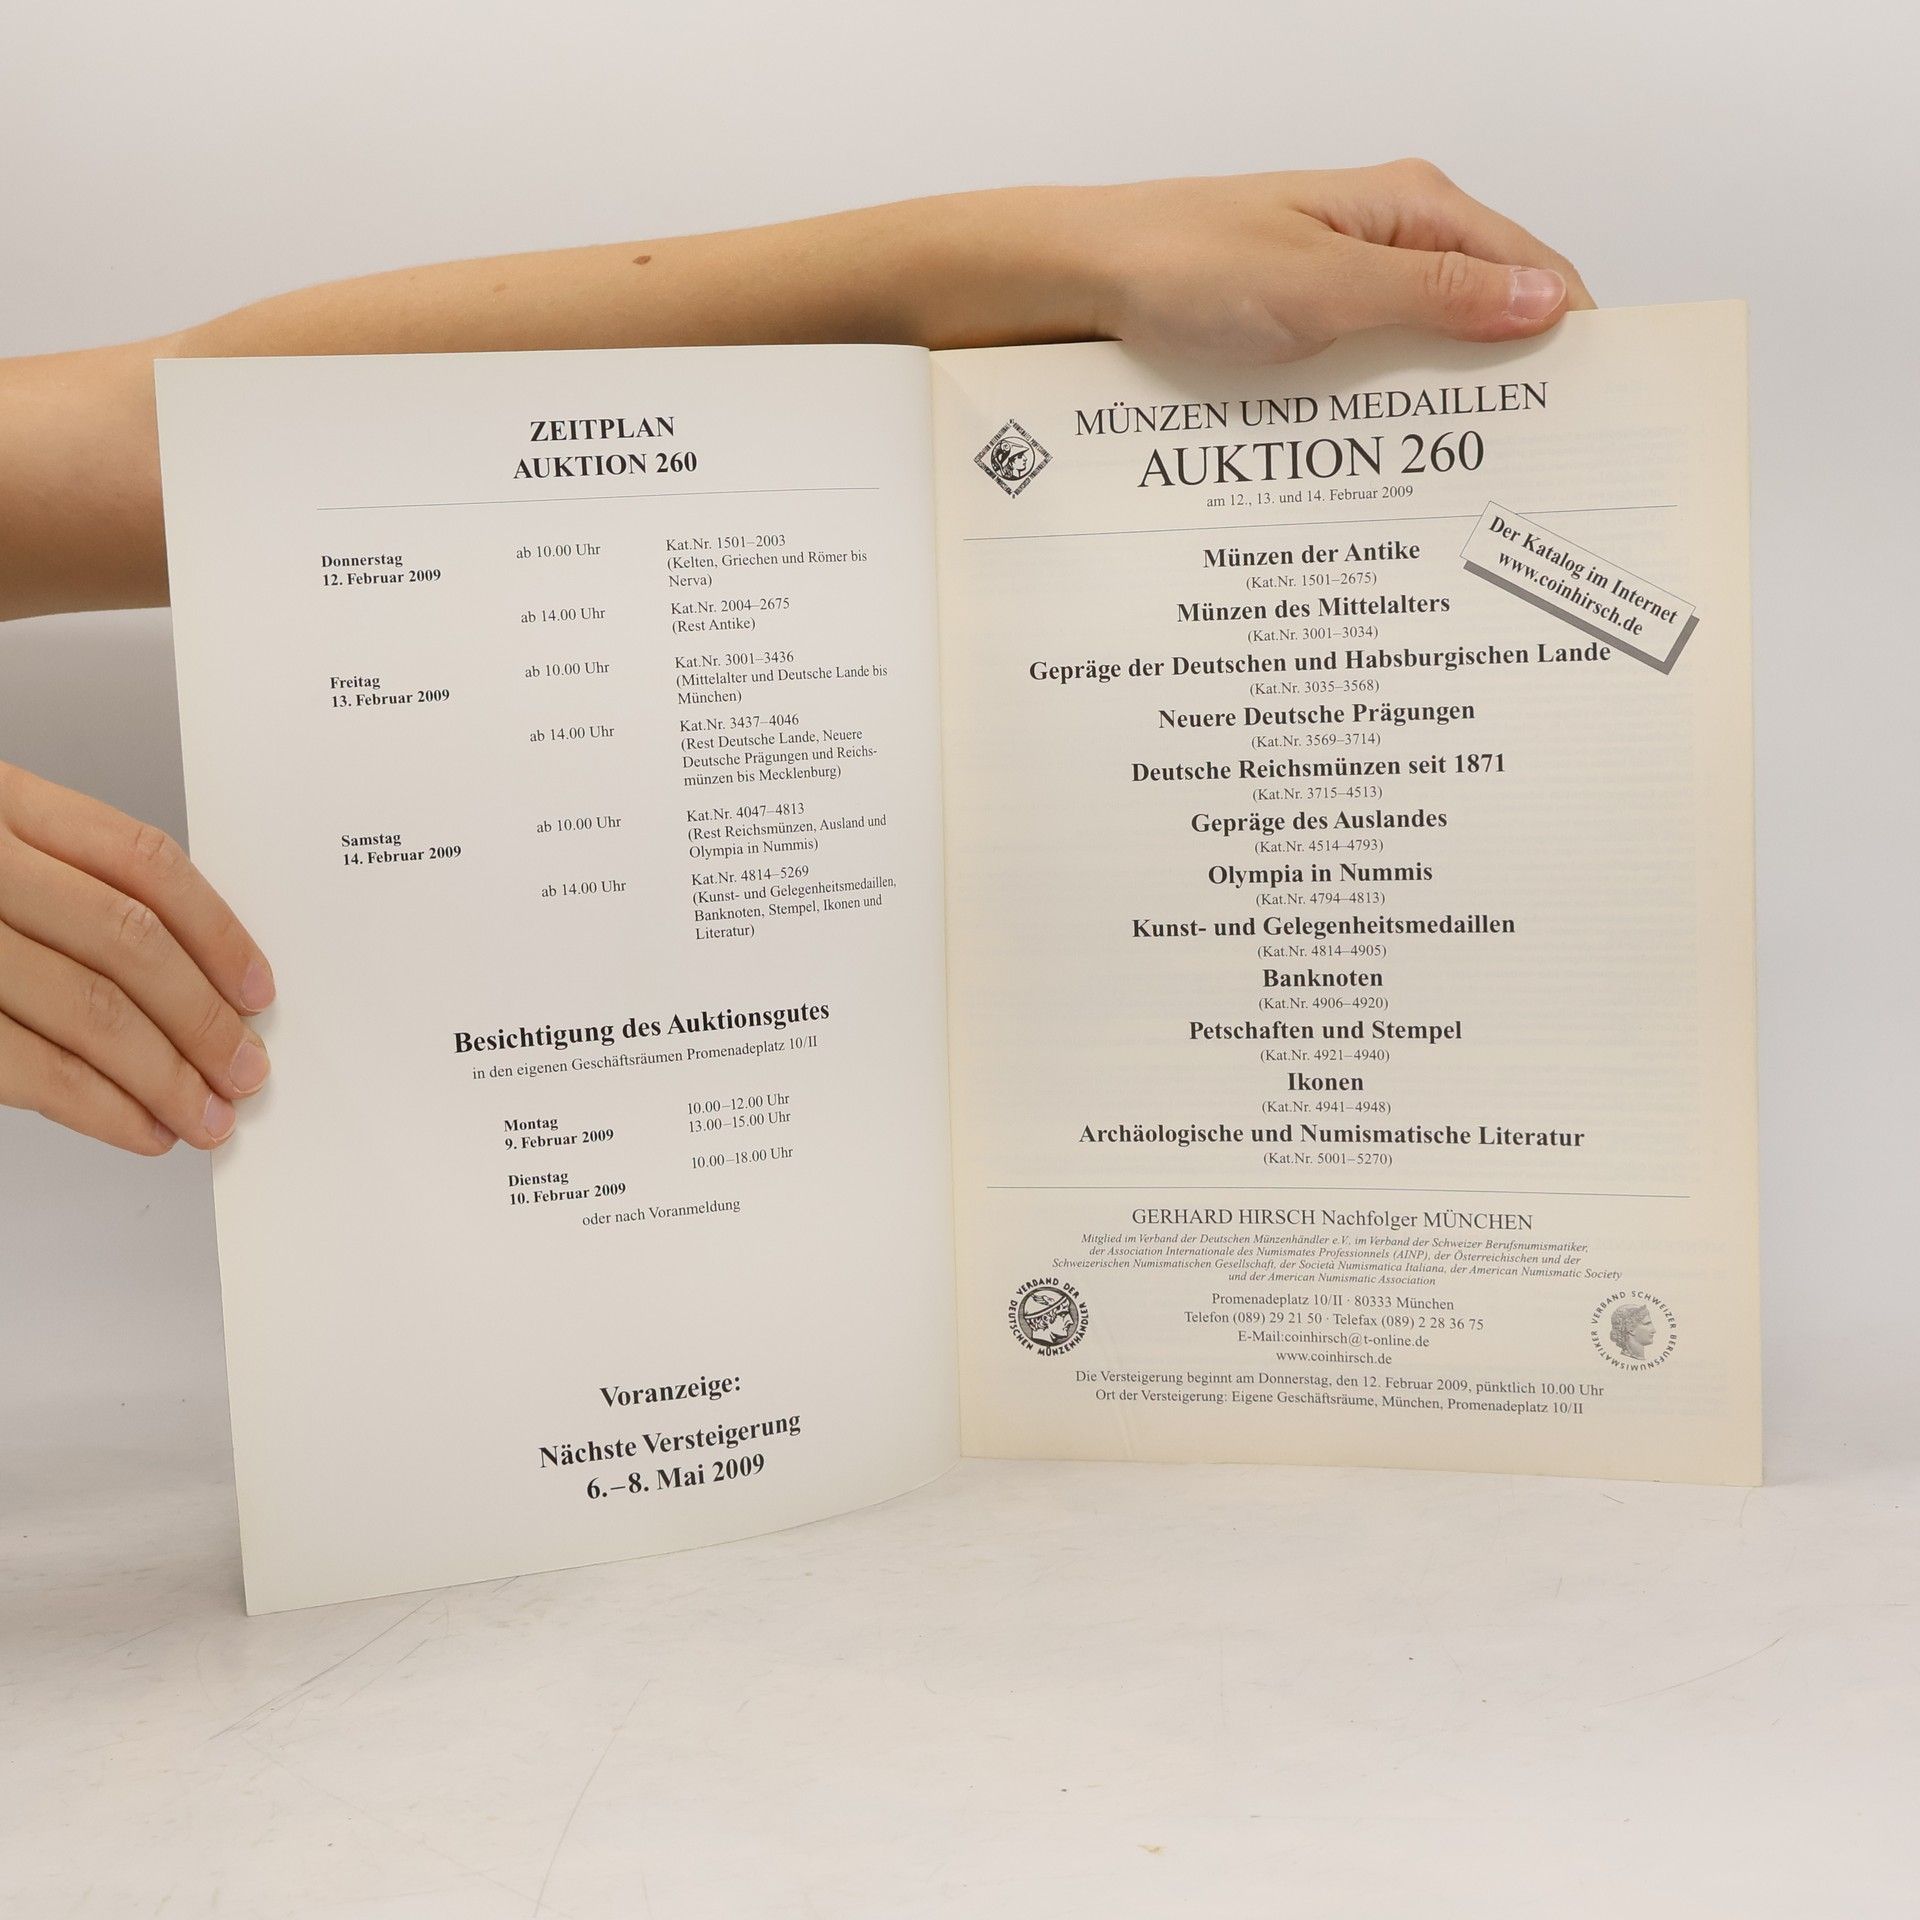 ZEITPLAN
AUKTION 260
Donnerstag
12. Februar 2009
ab 10.00 Uhr
Kat.Nr. 1501–2003
(Kelten, Griechen und Römer bis
Nerva)
ab 14.00 Uhr
Kat.Nr. 2004–2675
(Rest Antike)
Freitag
13. Februar 2009
ab 10.00 Uhr
Kat.Nr. 3001–3436
(Mittelalter und Deutsche Lande bis
München)
ab 14.00 Uhr
Kat.Nr. 3437–4046
(Rest Deutsche Lande, Neuere
Deutsche Prägungen und Reichs-
münzen bis Mecklenburg)
Samstag
14. Februar 2009
ab 10.00 Uhr
Kat.Nr. 4047–4813
(Rest Reichsmünzen, Ausland und
Olympia in Nummis)
ab 14.00 Uhr
Kat.Nr. 4814–5269
(Kunst- und Gelegenheitsmedaillen,
Banknoten, Stempel, Ikonen und
Literatur)
Besichtigung des Auktionsgutes
in den eigenen Geschäftsräumen Promenadeplatz 10/II
Montag
9. Februar 2009
10.00–12.00 Uhr
13.00–15.00 Uhr
Dienstag
10. Februar 2009
10.00–18.00 Uhr
oder nach Voranmeldung
Voranzeige:
Nächste Versteigerung
6.–8. Mai 2009
MÜNZEN UND MEDAILLEN
AUKTION 260
am 12., 13. und 14. Februar 2009
Der Katalog im Internet
www.coinhirsch.de
Münzen der Antike
(Kat.Nr. 1501–2675)
Münzen des Mittelalters
(Kat.Nr. 3001–3034)
Gepräge der Deutschen und Habsburgischen Lande
(Kat.Nr. 3035–3568)
Neuere Deutsche Prägungen
(Kat.Nr. 3569–3714)
Deutsche Reichsmünzen seit 1871
(Kat.Nr. 3715–4513)
Gepräge des Auslandes
(Kat.Nr. 4514–4793)
Olympia in Nummis
(Kat.Nr. 4794–4813)
Kunst- und Gelegenheitsmedaillen
(Kat.Nr. 4814–4905)
Banknoten
(Kat.Nr. 4906–4920)
Petschaften und Stempel
(Kat.Nr. 4921–4940)
Ikonen
(Kat.Nr. 4941–4948)
Archäologische und Numismatische Literatur
(Kat.Nr. 5001–5270)
GERHARD HIRSCH Nachfolger MÜNCHEN
Mitglied im Verband der Deutschen Münzenhändler e.V. im Verband der Schweizer Berufsnumismatiker,
der Association Internationale des Numismates Professionnels (AINP), der Österreichischen und der
Schweizerischen Numismatischen Gesellschaft, der Società Numismatica Italiana, der American Numismatic Society
und der American Numismatic Association
VERBAND DER DEUTSCHEN MÜNZENHÄNDLER
Promenadeplatz 10/II · 80333 München
Telefon (089) 29 21 50 · Telefax (089) 2 28 36 75
E-Mail:coinhirsch@t-online.de
www.coinhirsch.de
VERBAND SCHWEIZER BERUFSNUMISMATIKER
Die Versteigerung beginnt am Donnerstag, den 12. Februar 2009, pünktlich 10.00 Uhr
Ort der Versteigerung: Eigene Geschäftsräume, München, Promenadeplatz 10/II